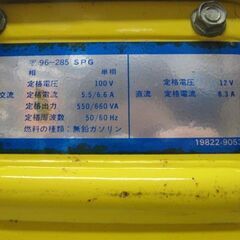 〒96-285 SPG
相 単相
定格電圧 100 V
交流 定格電流 5.5/6.6 A
定格出力 550/660 VA
定格周波数 50/60 Hz
燃料の種類:無鉛ガソリン
定格電圧 12 V
直流 定格電流 8.3 A
19822-9053